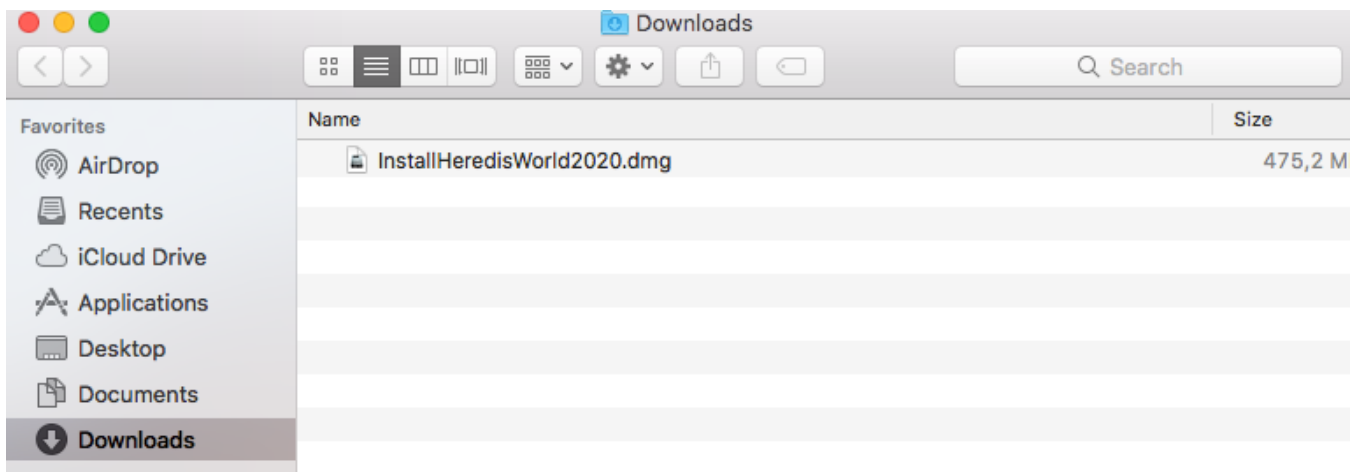 Downloads
Search
Favorites
AirDrop
Recents
iCloud Drive
Applications
Desktop
Documents
Downloads
Name Size
InstallHeredisWorld2020.dmg 475,2 M